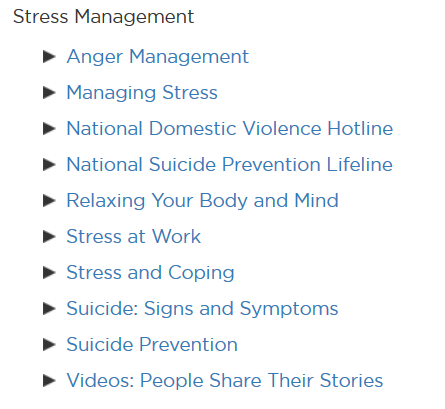 Stress Management
Anger Management
Managing Stress
National Domestic Violence Hotline
National Suicide Prevention Lifeline
Relaxing Your Body and Mind
Stress at Work
Stress and Coping
Suicide: Signs and Symptoms
Suicide Prevention
Videos: People Share Their Stories